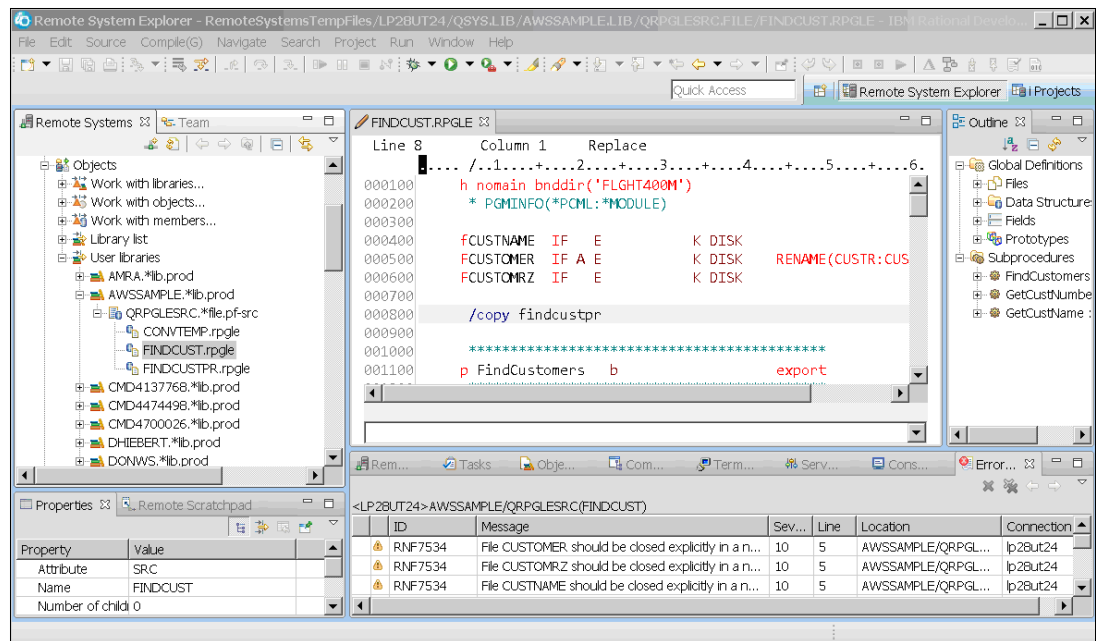 Remote System Explorer - RemoteSystemsTempFiles/LP28UT24/QSYS.LIB/AWSSAMPLE.LIB/QRPGLESRC.FILE/FINDCUST.RPGLE - IBM Rational Develo...
File Edit Source Compile(G) Navigate Search Project Run Window Help
Quick Access
Remote System Explorer
i Projects
Remote Systems
Team
Objects
Work with libraries...
Work with objects...
Work with members...
Library list
User libraries
AMRA.*lib.prod
AWSSAMPLE.*lib.prod
QRPGLESRC.*file.pf-src
CONVTEMP.rpgle
FINDCUST.rpgle
FINDCUSTPR.rpgle
CMD4137768.*lib.prod
CMD4474498.*lib.prod
CMD4700026.*lib.prod
DHIEBERT.*lib.prod
DONWS.*lib.prod
FINDCUST.RPGLE
Line 8 Column 1 Replace
..... /..1....+....2....+....3....+....4....+....5....+....6.
000100 h nomain bnddir('FLGHT400M')
000200 * PGMINFO(*PCML:*MODULE)
000300
000400 fCUSTNAME IF E K DISK
000500 FCUSTOMER IF A E K DISK RENAME(CUSTR:CUS
000600 FCUSTOMRZ IF E K DISK
000700
000800 /copy findcustpr
000900
001000 *******************************************
001100 p FindCustomers b export
Outline
Global Definitions
Files
Data Structure:
Fields
Prototypes
Subprocedures
FindCustomers
GetCustNumbe
GetCustName :
Properties
Remote Scratchpad
Property Value
Attribute SRC
Name FINDCUST
Number of childi 0
Rem... Tasks Obje... Com... Term... Serv... Cons... Error...
<LP28UT24>AWSSAMPLE/QRPGLESRC(FINDCUST)
ID Message Sev... Line Location Connection
RNF7534 File CUSTOMER should be closed explicitly in a n... 10 5 AWSSAMPLE/QRPGL... lp28ut24
RNF7534 File CUSTOMRZ should be closed explicitly in a n... 10 5 AWSSAMPLE/QRPGL... lp28ut24
RNF7534 File CUSTNAME should be closed explicitly in a n... 10 5 AWSSAMPLE/QRPGL... lp28ut24